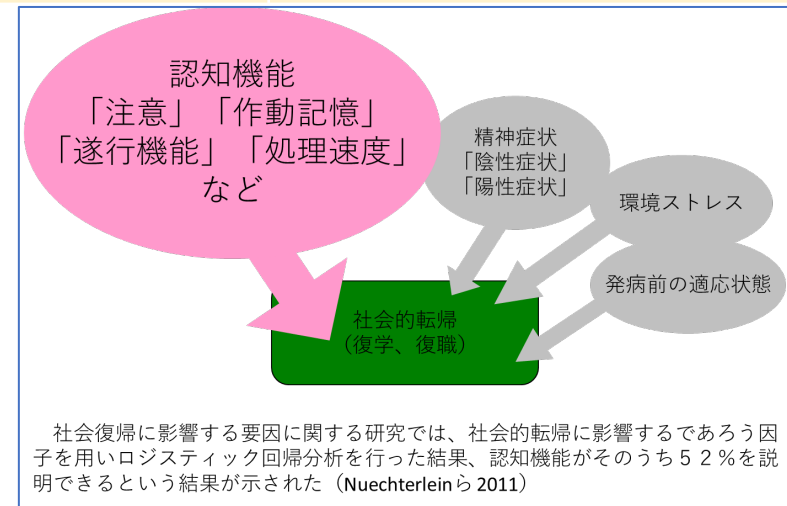 認知機能
「注意」「作動記憶」
「遂行機能」「処理速度」
など
精神症状
「陰性症状」
「陽性症状」
環境ストレス
発病前の適応状態
社会的転帰
（復学、復職）
社会復帰に影響する要因に関する研究では、社会的転帰に影響するであろう因
子を用いロジスティック回帰分析を行った結果、認知機能がそのうち５２％を説
明できるという結果が示された（Nuechterleinら 2011）